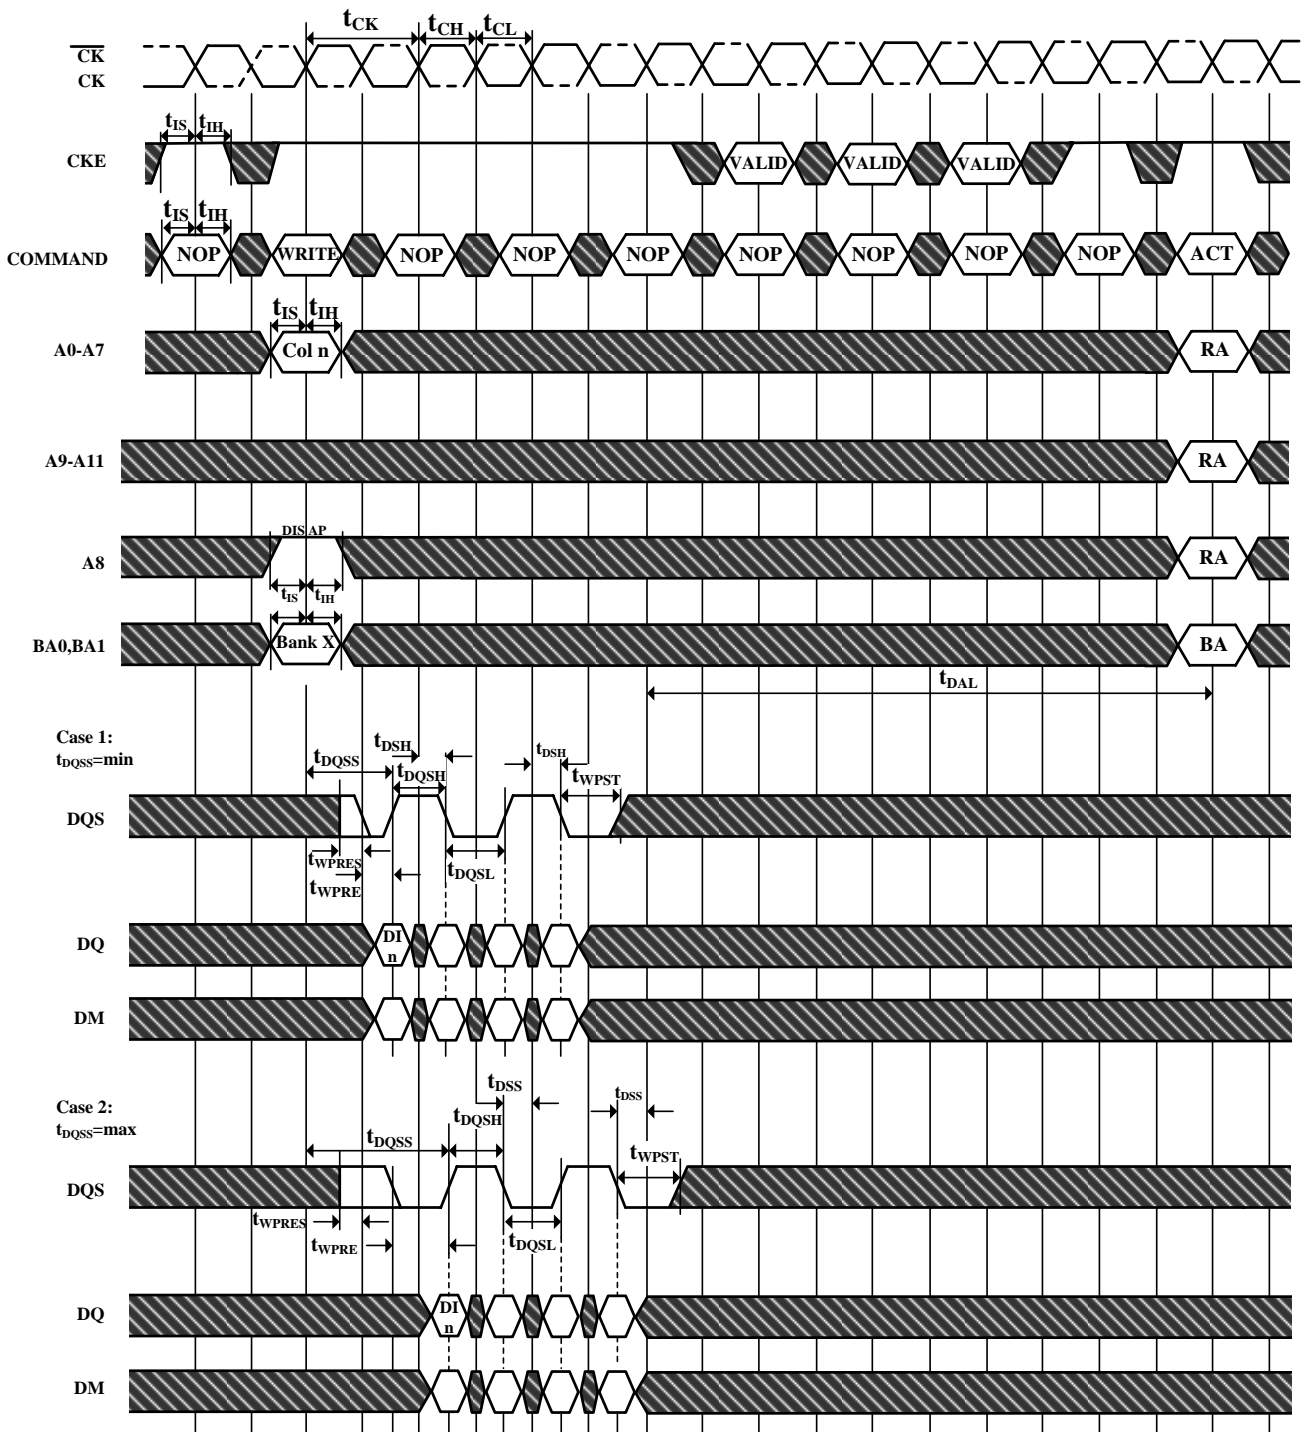 tCK tCH tCL
CK
CK
tIS tIH
CKE VALID VALID VALID
tIS tIH
COMMAND NOP WRITE NOP NOP NOP NOP NOP NOP NOP ACT
tIS tIH
A0-A7 Col n RA
A9-A11 RA
DIS AP
A8 RA
tIS tIH
BA0,BA1 Bank X BA
tDAL
Case 1:
tDQSS=min
tDSH tDSH
tDQSS tDQSH tWPST
DQS
tWPRES tDQSL
tWPRE
DQ DI
n
DM
tDSS tDSS
Case 2:
tDQSS=max
tDQSH
tDQSS tWPST
DQS
tWPRES tWPRE tDQSL
DQ DI
n
DM